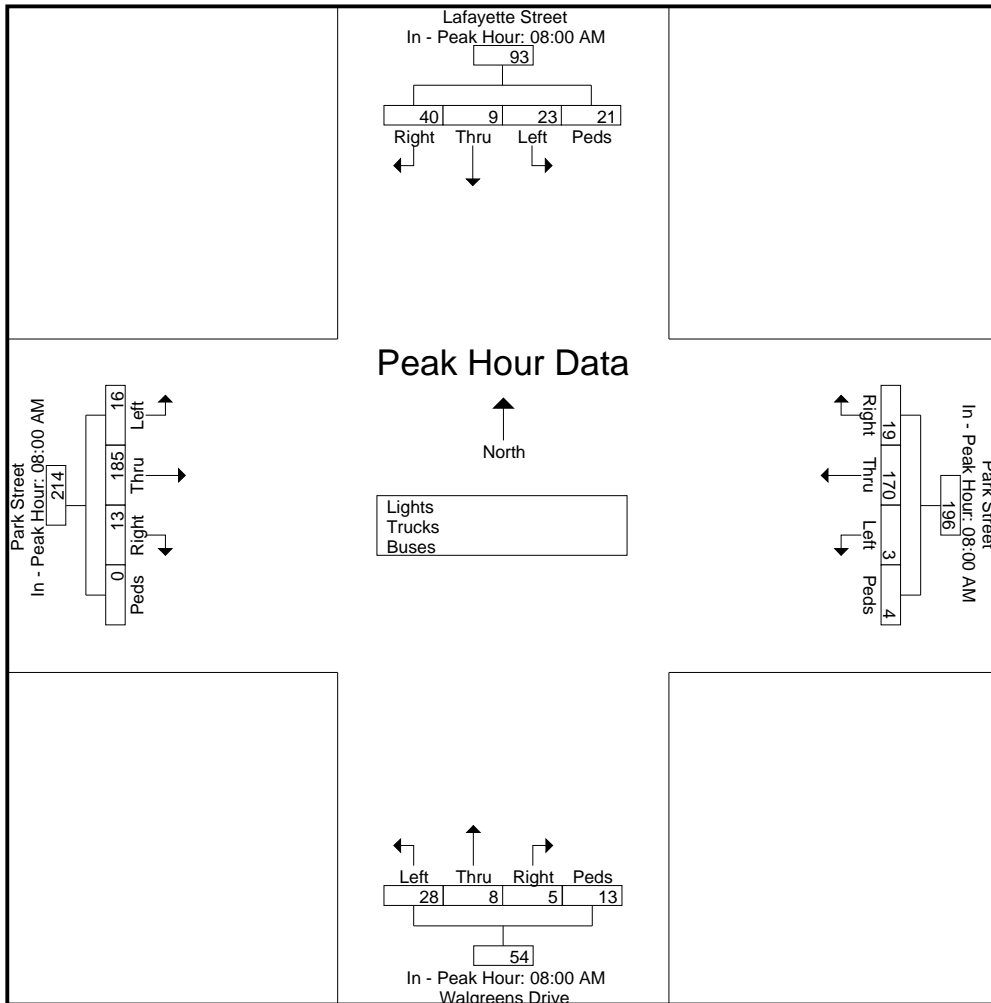 Lafayette Street
In - Peak Hour: 08:00 AM
93
40 9 23 21
Right Thru Left Peds
Peak Hour Data
North
Lights
Trucks
Buses
Park Street
In - Peak Hour: 08:00 AM
214
16 185 13 0
Left Thru Right Peds
Park Street
In - Peak Hour: 08:00 AM
196
19 170 3 4
Right Thru Left Peds
Left Thru Right Peds
28 8 5 13
54
In - Peak Hour: 08:00 AM
Walgreens Drive